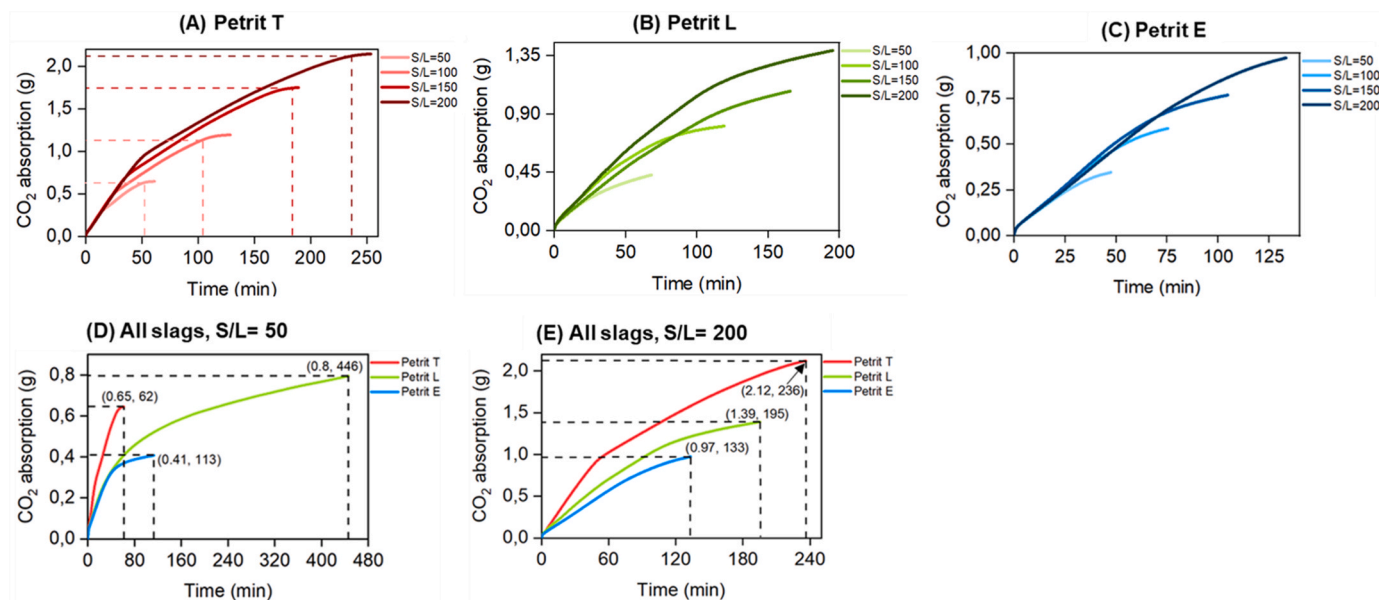 (A) Petrit T
CO₂ absorption (g)
2,0
1,5
1,0
0,5
0,0
0
50
100
150
200
250
Time (min)
S/L=50
S/L=100
S/L=150
S/L=200
(B) Petrit L
CO₂ absorption (g)
1,35
0,90
0,45
0,00
0
50
100
150
200
Time (min)
S/L=50
S/L=100
S/L=150
S/L=200
(C) Petrit E
CO₂ absorption (g)
1,00
0,75
0,50
0,25
0,00
0
25
50
75
100
125
Time (min)
S/L=50
S/L=100
S/L=150
S/L=200
(D) All slags, S/L= 50
CO₂ absorption (g)
0,8
0,6
0,4
0,2
0,0
0
60
120
180
240
300
360
420
480
Time (min)
(0.65, 62)
(0.8, 446)
(0.41, 113)
Petrit T
Petrit L
Petrit E
(E) All slags, S/L= 200
CO₂ absorption (g)
2,0
1,5
1,0
0,5
0,0
0
60
120
180
240
Time (min)
(2.12, 236)
(1.39, 195)
(0.97, 133)
Petrit T
Petrit L
Petrit E